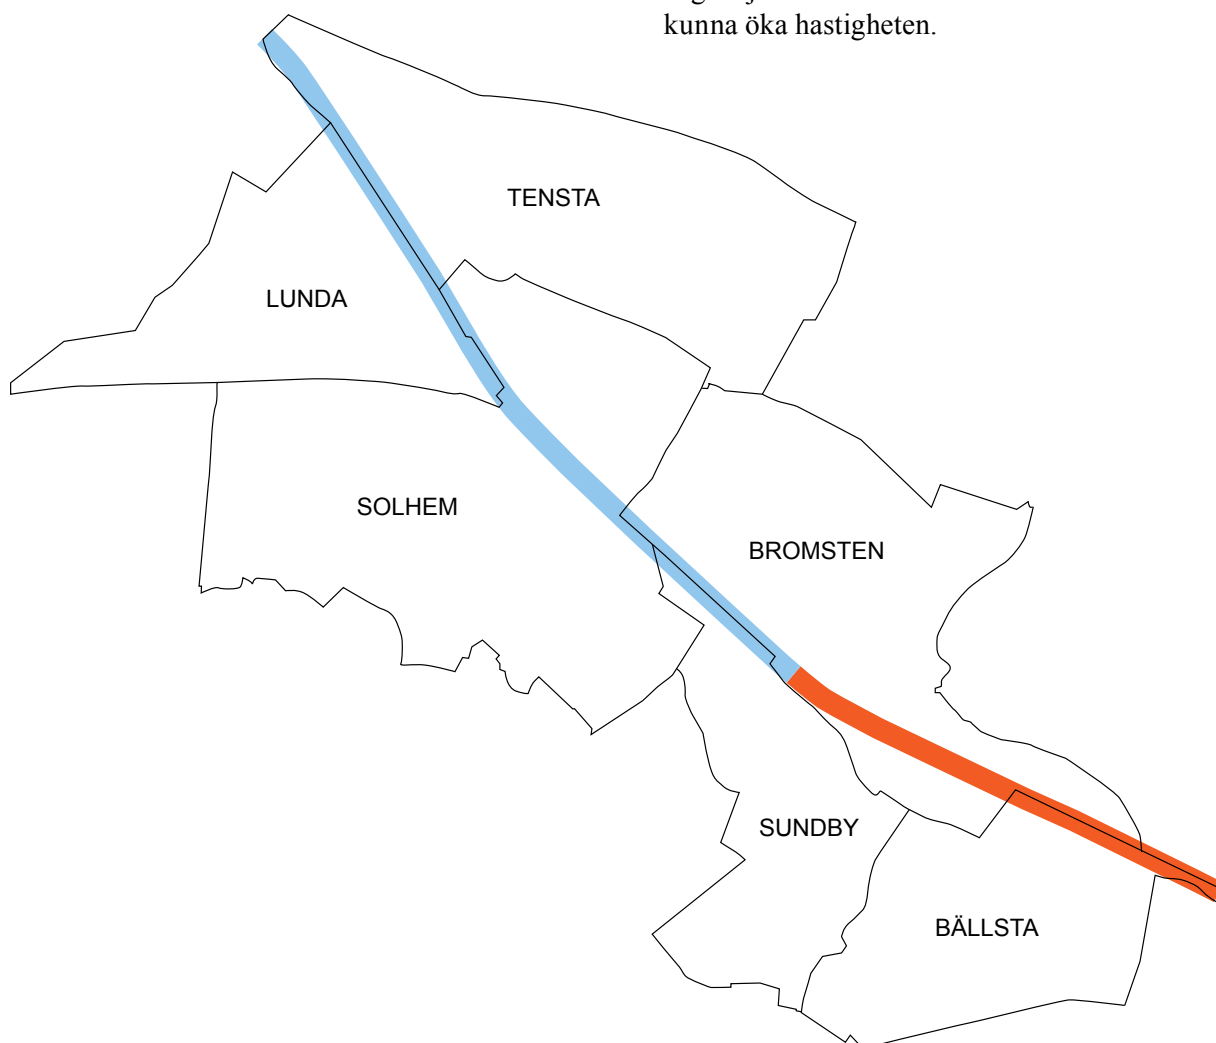 kunna öka hastigheten.
TENSTA
LUNDA
SOLHEM
BROMSTEN
SUNDBY
BÄLLSTA